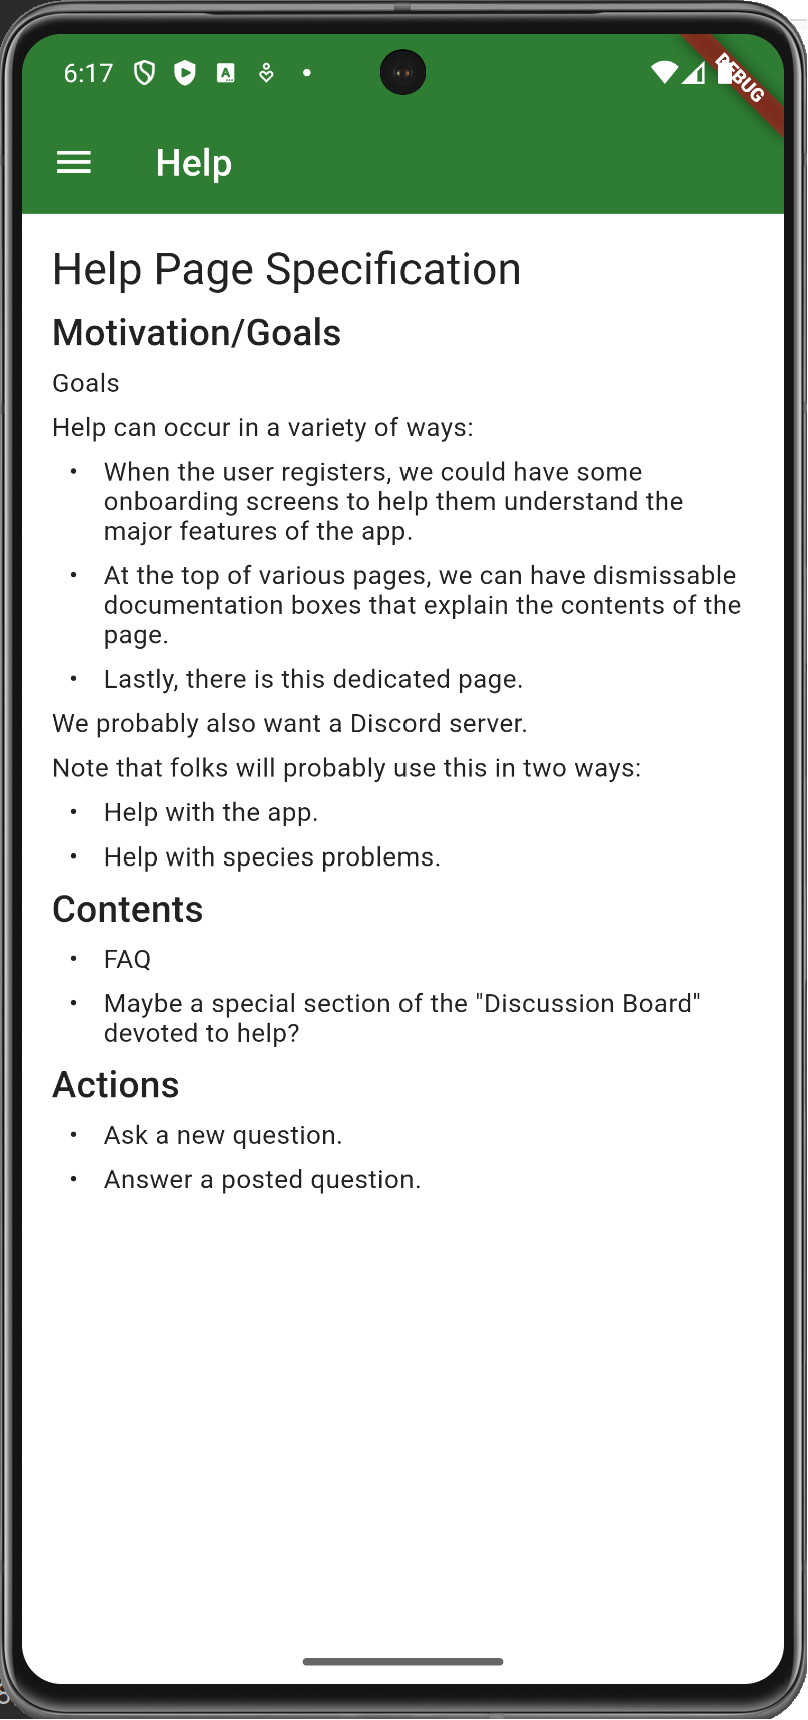 6:17
DEBUG
Help
Help Page Specification
Motivation/Goals
Goals
Help can occur in a variety of ways:
• When the user registers, we could have some
onboarding screens to help them understand the
major features of the app.
• At the top of various pages, we can have dismissable
documentation boxes that explain the contents of the
page.
• Lastly, there is this dedicated page.
We probably also want a Discord server.
Note that folks will probably use this in two ways:
• Help with the app.
• Help with species problems.
Contents
• FAQ
• Maybe a special section of the "Discussion Board"
devoted to help?
Actions
• Ask a new question.
• Answer a posted question.